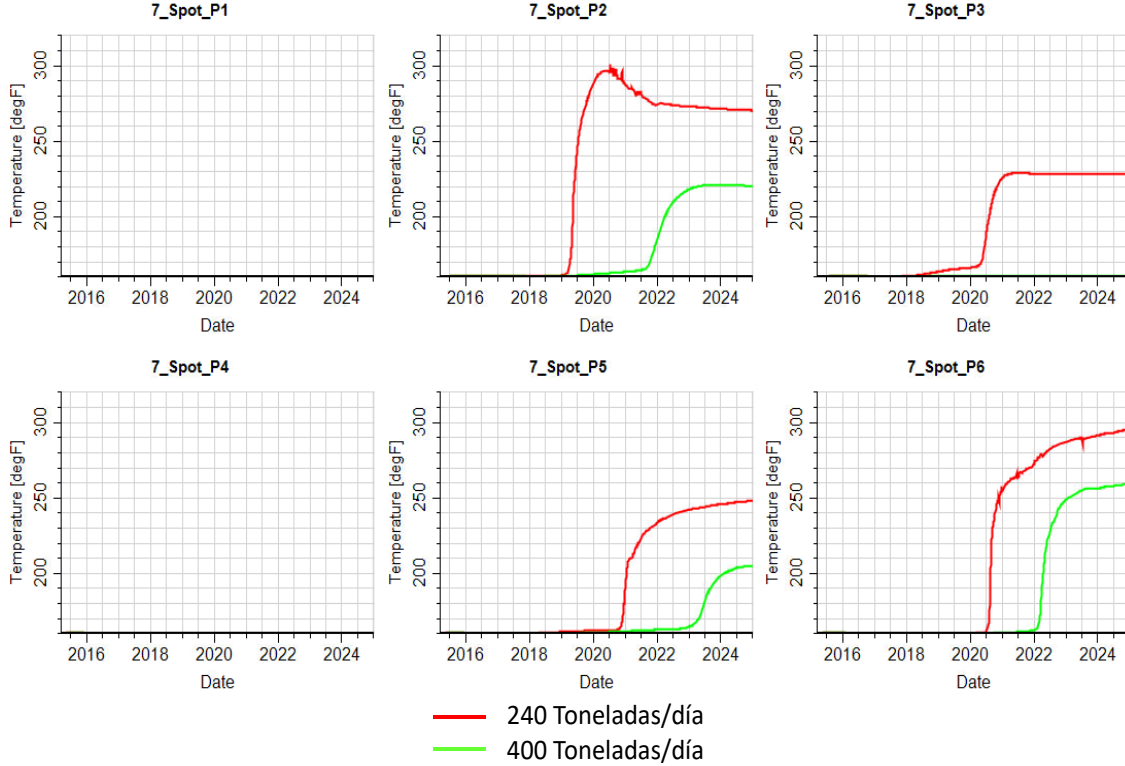 7_Spot_P1
7_Spot_P2
7_Spot_P3
Temperature [degF]
300
250
200
2016 2018 2020 2022 2024
Date
Temperature [degF]
300
250
200
2016 2018 2020 2022 2024
Date
Temperature [degF]
300
250
200
2016 2018 2020 2022 2024
Date
7_Spot_P4
7_Spot_P5
7_Spot_P6
Temperature [degF]
300
250
200
2016 2018 2020 2022 2024
Date
Temperature [degF]
300
250
200
2016 2018 2020 2022 2024
Date
Temperature [degF]
300
250
200
2016 2018 2020 2022 2024
Date
240 Toneladas/día
400 Toneladas/día